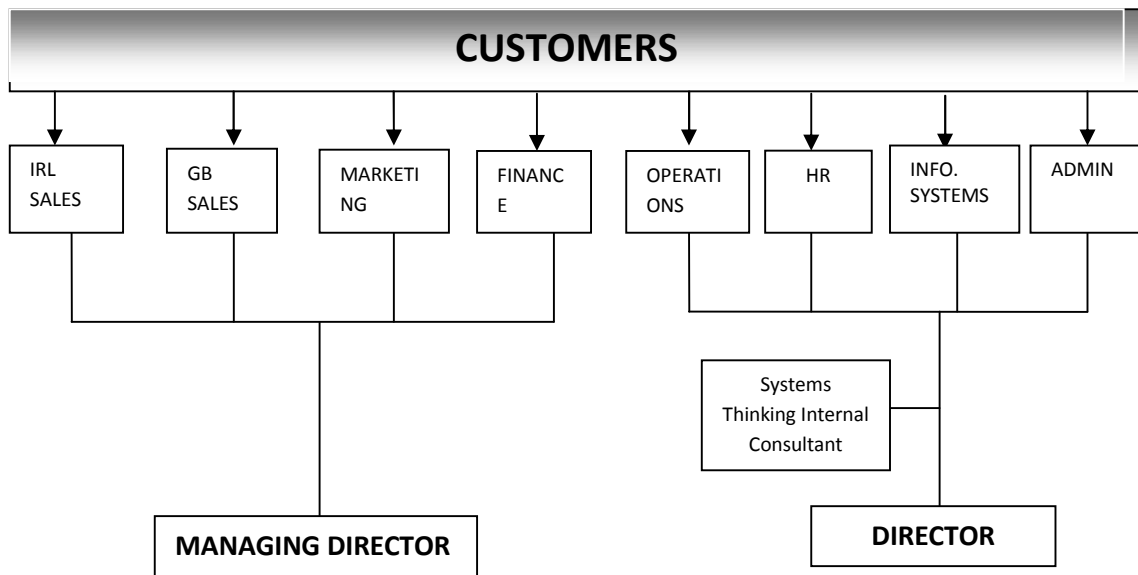 CUSTOMERS
IRL
SALES
GB
SALES
MARKETI
NG
FINANC
E
OPERATI
ONS
HR
INFO.
SYSTEMS
ADMIN
Systems
Thinking Internal
Consultant
MANAGING DIRECTOR
DIRECTOR